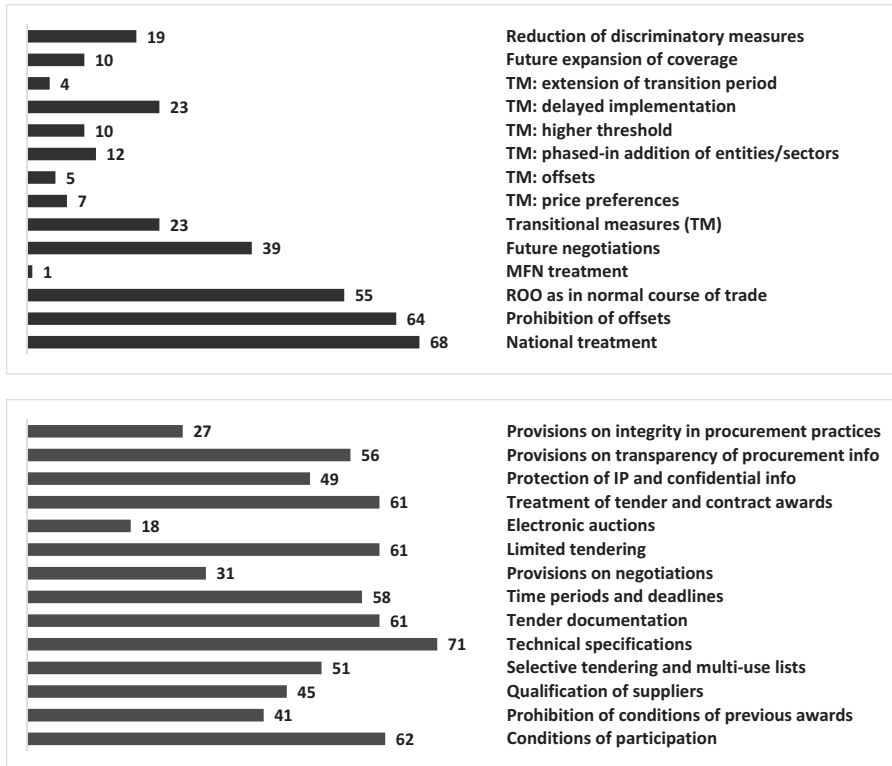 19 Reduction of discriminatory measures
10 Future expansion of coverage
4 TM: extension of transition period
23 TM: delayed implementation
10 TM: higher threshold
12 TM: phased-in addition of entities/sectors
5 TM: offsets
7 TM: price preferences
23 Transitional measures (TM)
39 Future negotiations
1 MFN treatment
55 ROO as in normal course of trade
64 Prohibition of offsets
68 National treatment
27 Provisions on integrity in procurement practices
56 Provisions on transparency of procurement info
49 Protection of IP and confidential info
61 Treatment of tender and contract awards
18 Electronic auctions
61 Limited tendering
31 Provisions on negotiations
58 Time periods and deadlines
61 Tender documentation
71 Technical specifications
51 Selective tendering and multi-use lists
45 Qualification of suppliers
41 Prohibition of conditions of previous awards
62 Conditions of participation